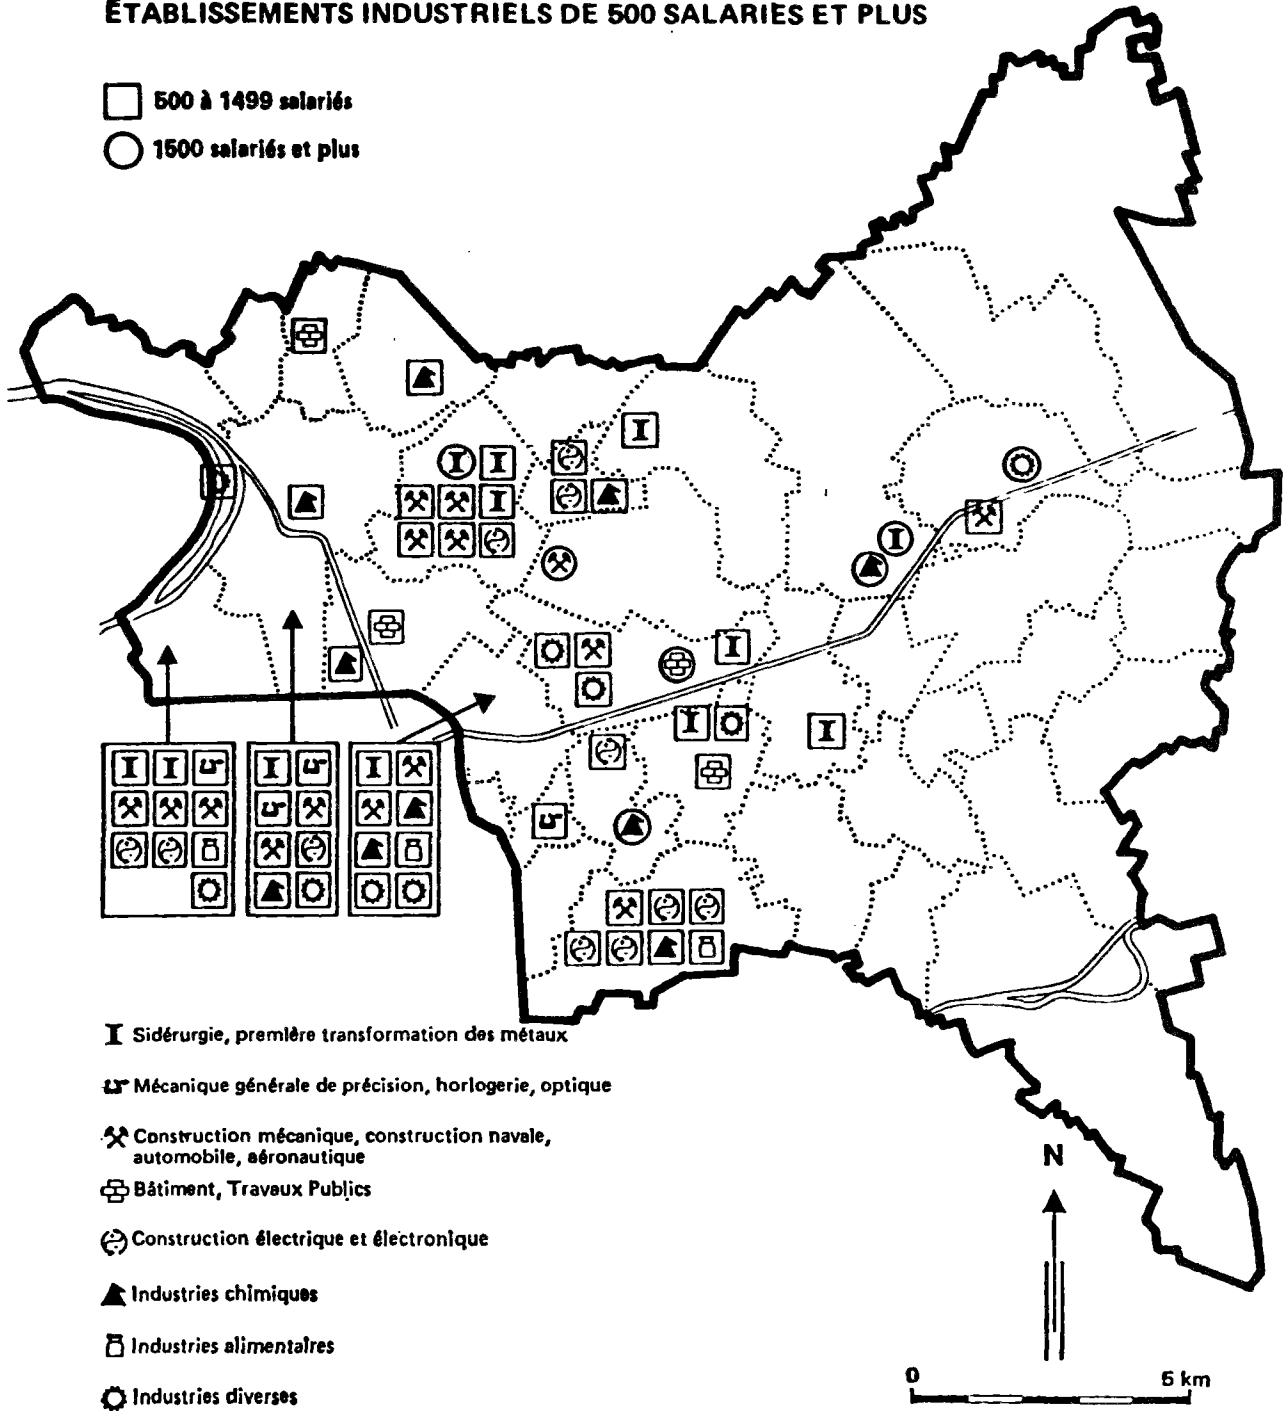 ÉTABLISSEMENTS INDUSTRIELS DE 500 SALARIÉS ET PLUS
500 à 1499 salariés
1500 salariés et plus
Sidérurgie, première transformation des métaux
Mécanique générale de précision, horlogerie, optique
Construction mécanique, construction navale,
automobile, aéronautique
Bâtiment, Travaux Publics
Construction électrique et électronique
Industries chimiques
Industries alimentaires
Industries diverses
N
0 5 km